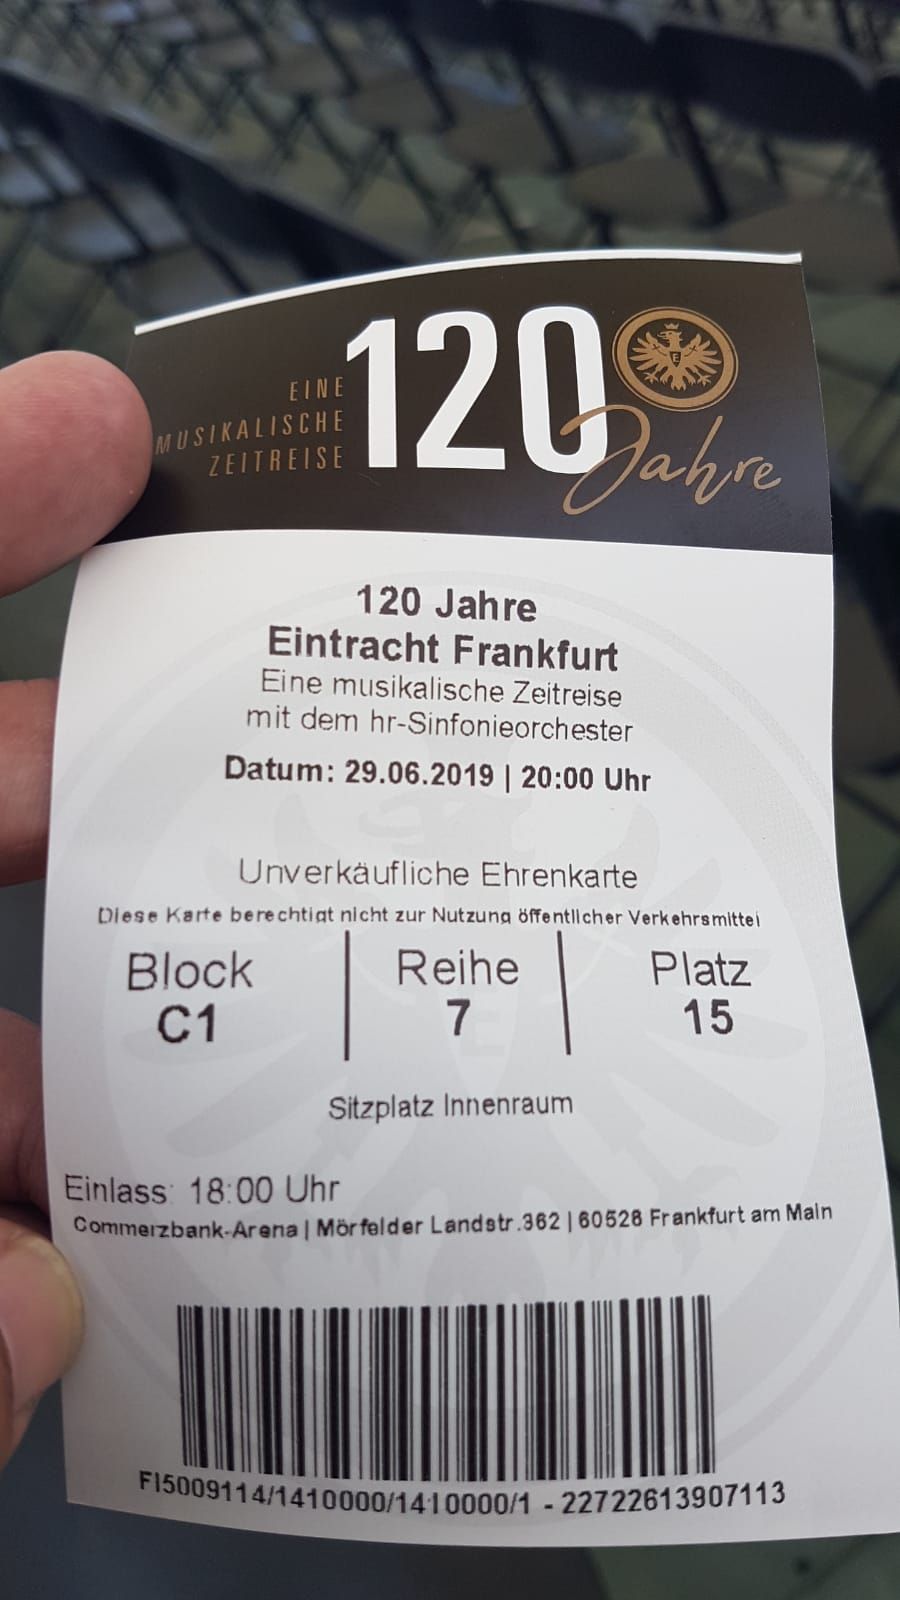 EINE
MUSIKALISCHE
ZEITREISE
120
Jahre
E
120 Jahre
Eintracht Frankfurt
Eine musikalische Zeitreise
mit dem hr-Sinfonieorchester
Datum: 29.06.2019 | 20:00 Uhr
Unverkäufliche Ehrenkarte
Diese Karte berechtigt nicht zur Nutzung öffentlicher Verkehrsmittel
Block | Reihe | Platz
C1 | 7 | 15
Sitzplatz Innenraum
Einlass: 18:00 Uhr
Commerzbank-Arena | Mörfelder Landstr.362 | 60528 Frankfurt am Main
FI5009114/1410000/1410000/1 - 22722613907113